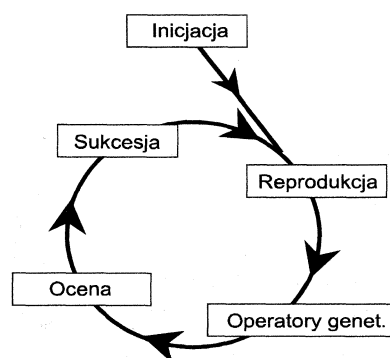 Inicjacja
Sukcesja
Reprodukcja
Ocena
Operatory genet.